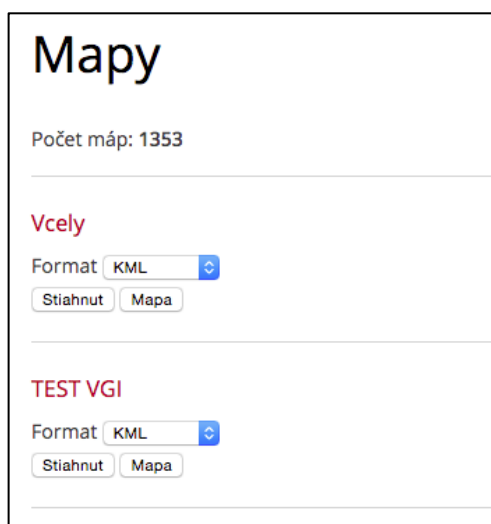 Mapy
Počet máp: 1353
Vcely
Format KML
Stiahnut Mapa
TEST VGI
Format KML
Stiahnut Mapa